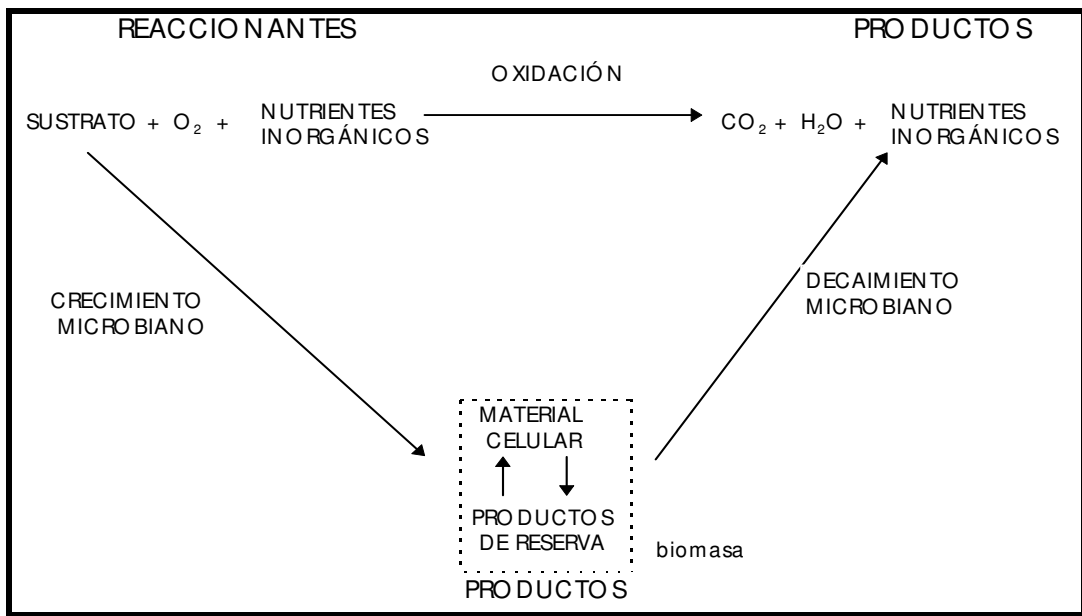 REACCIONANTES
PRODUCTOS
OXIDACIÓN
SUSTRATO + O₂ + NUTRIENTES INORGÁNICOS
CO₂ + H₂O + NUTRIENTES INORGÁNICOS
CRECIMIENTO
MICROBIANO
DECAIMIENTO
MICROBIANO
MATERIAL
CELULAR
PRODUCTOS
DE RESERVA
biomasa
PRODUCTOS